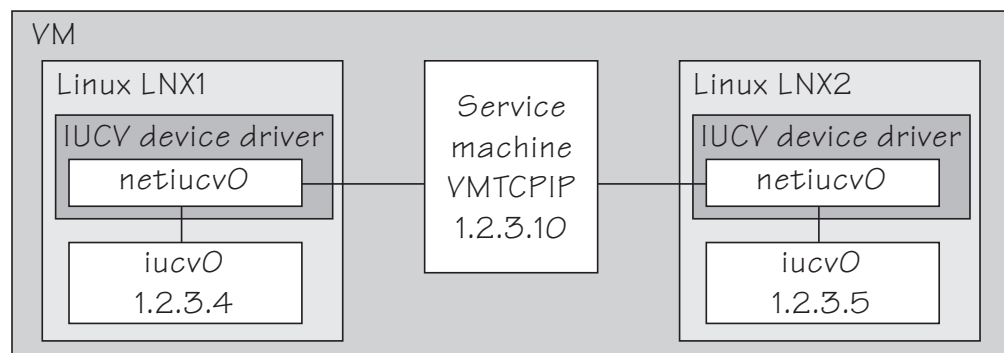 VM
Linux LNX1
IUCV device driver
netiucv0
iucv0
1.2.3.4
Service
machine
VMTCPIP
1.2.3.10
Linux LNX2
IUCV device driver
netiucv0
iucv0
1.2.3.5